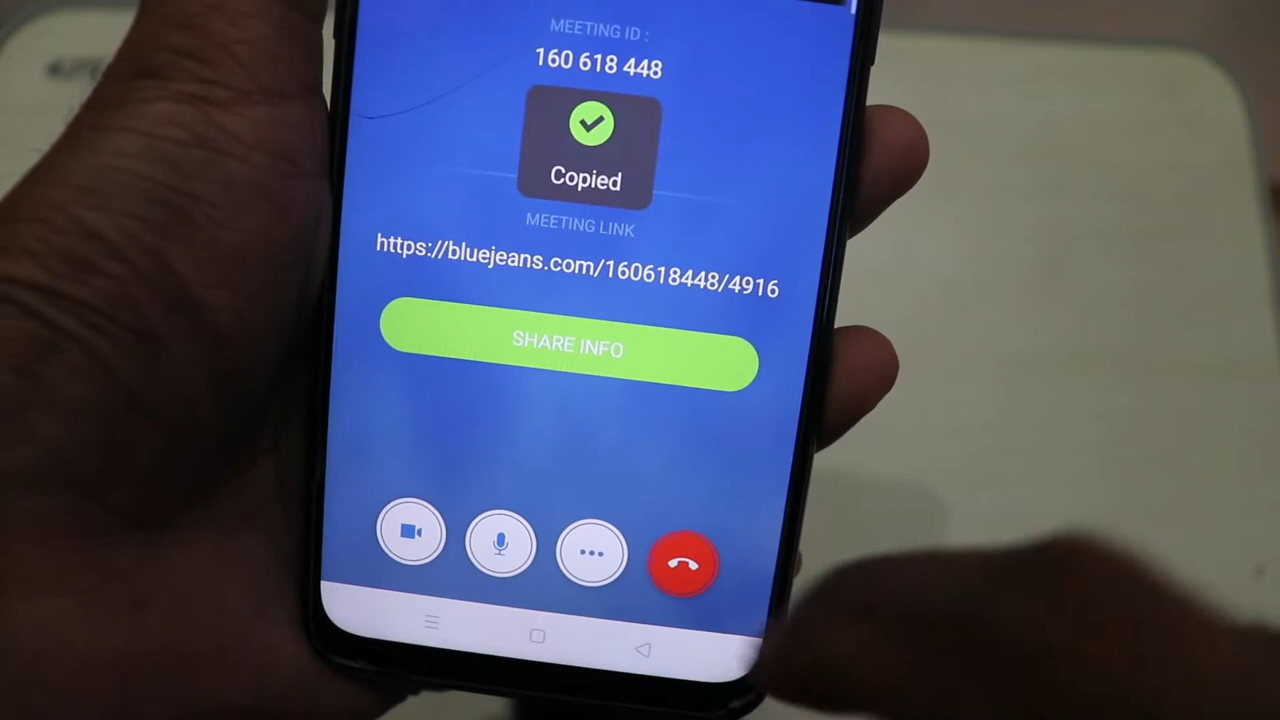 MEETING ID :
160 618 448
Copied
MEETING LINK
https://bluejeans.com/160618448/4916
SHARE INFO